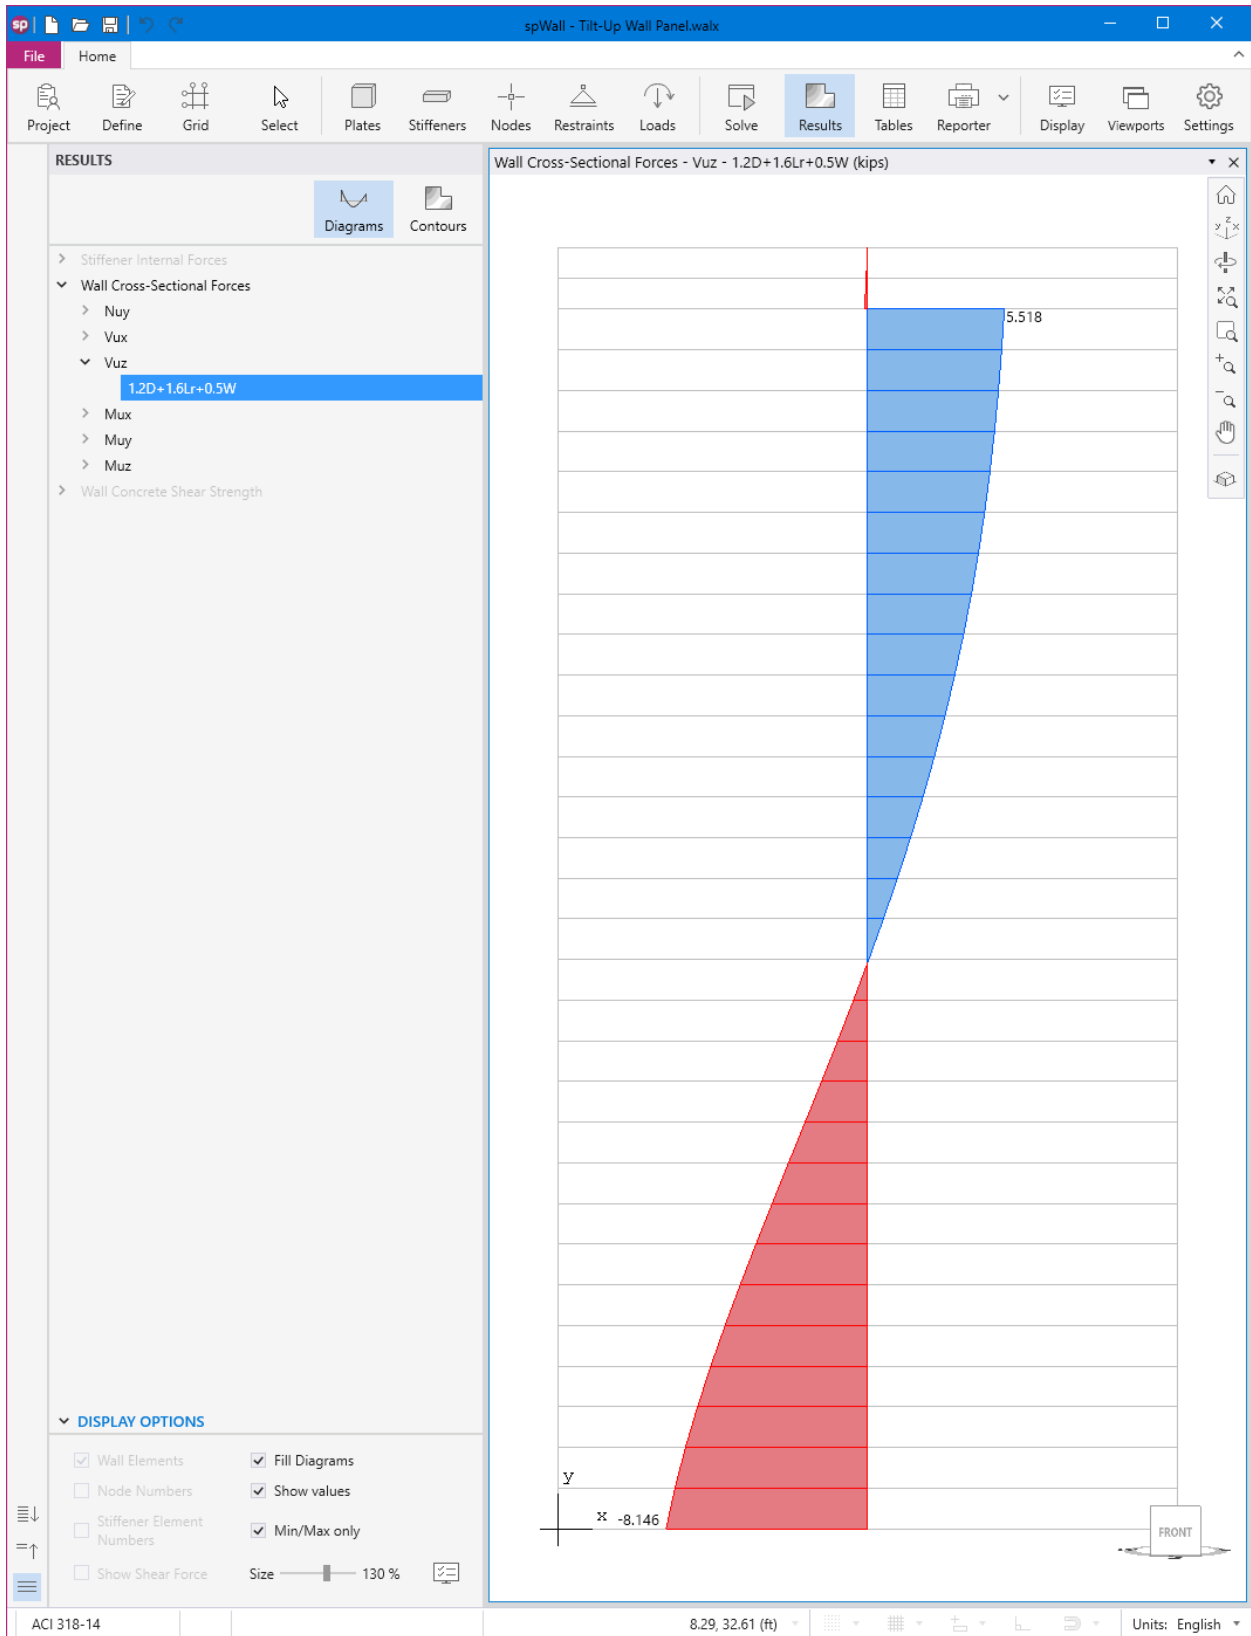 sp
spWall - Tilt-Up Wall Panel.walx
File Home
Project Define Grid Select Plates Stiffeners Nodes Restraints Loads Solve Results Tables Reporter Display Viewports Settings
RESULTS
Diagrams Contours
Stiffener Internal Forces
Wall Cross-Sectional Forces
Nuy
Vux
Vuz
1.2D+1.6Lr+0.5W
Mux
Muy
Muz
Wall Concrete Shear Strength
DISPLAY OPTIONS
Wall Elements Fill Diagrams
Node Numbers Show values
Stiffener Element Numbers Min/Max only
Show Shear Force Size 130 %
Wall Cross-Sectional Forces - Vuz - 1.2D+1.6Lr+0.5W (kips)
y z x
5.518
y
x -8.146
FRONT
ACI 318-14 8.29, 32.61 (ft) Units: English